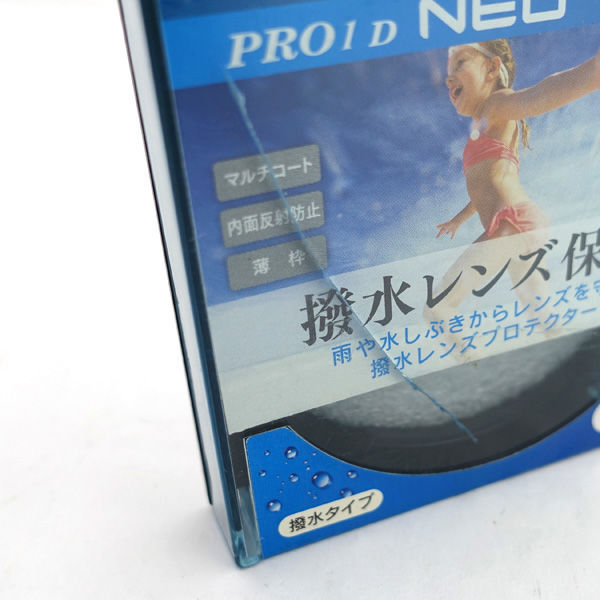 PRO1D NEO
マルチコート
内面反射防止
薄枠
撥水レンズ保
雨や水しぶきからレンズを守
撥水レンズプロテクター
撥水タイプ